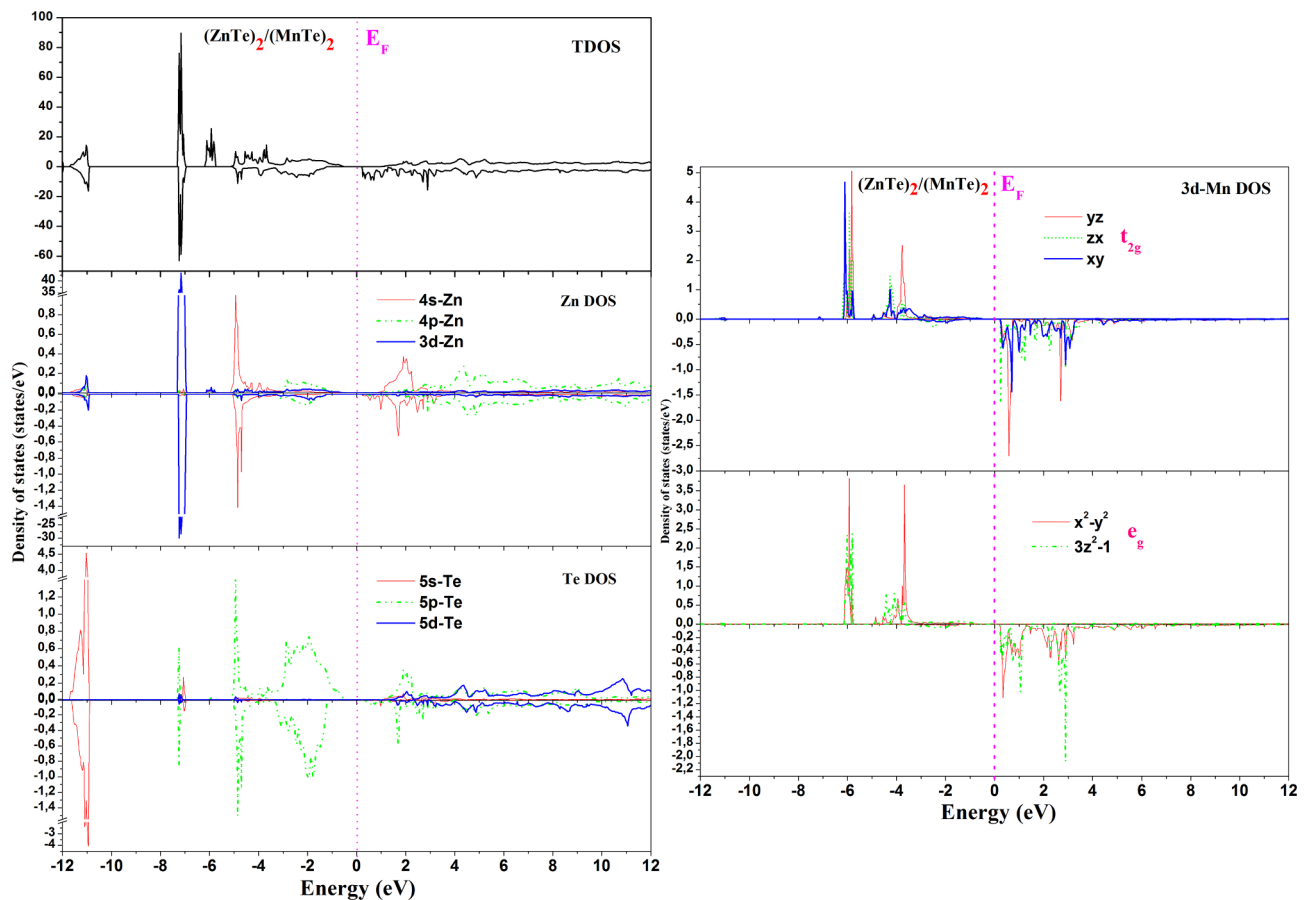 (ZnTe)2/(MnTe)2
EF
TDOS
100
80
60
40
20
0
-20
-40
-60
Zn DOS
4s-Zn
4p-Zn
3d-Zn
40
35
0,8
0,6
0,4
0,2
0,0
-0,2
-0,4
-0,6
-0,8
-1,0
-1,2
-1,4
-25
-30
Te DOS
5s-Te
5p-Te
5d-Te
4,5
4,0
1,2
1,0
0,8
0,6
0,4
0,2
0,0
-0,2
-0,4
-0,6
-0,8
-1,0
-1,2
-1,4
-3
-4
Density of states (states/eV)
-12 -10 -8 -6 -4 -2 0 2 4 6 8 10 12
Energy (eV)
(ZnTe)2/(MnTe)2
EF
3d-Mn DOS
yz
zx
xy
t2g
5
4
3
2
1
0,0
-0,5
-1,0
-1,5
-2,0
-2,5
-3,0
x2-y2
3z2-1
eg
3,5
3,0
2,5
2,0
1,5
1,0
0,5
0,0
-0,2
-0,4
-0,6
-0,8
-1,0
-1,2
-1,4
-1,6
-1,8
-2,0
-2,2
Density of states (states/eV)
-12 -10 -8 -6 -4 -2 0 2 4 6 8 10 12
Energy (eV)